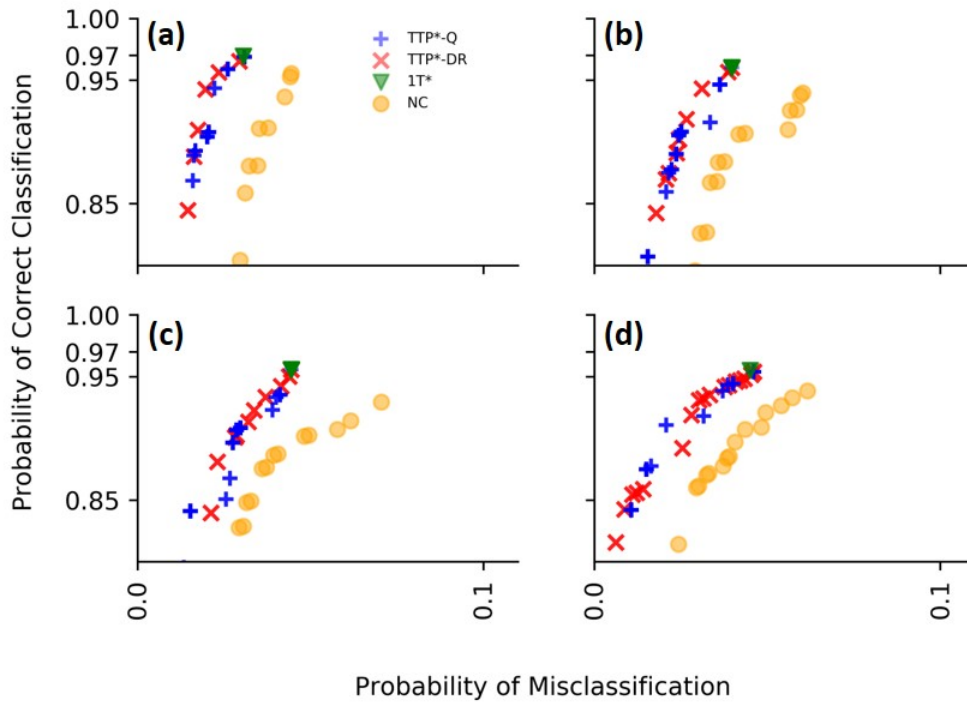 1.00
0.97
0.95
0.85
(a)
TTP*-Q
TTP*-DR
1T*
NC
(b)
1.00
0.97
0.95
0.85
(c)
(d)
0.0
0.1
0.0
0.1
Probability of Correct Classification
Probability of Misclassification